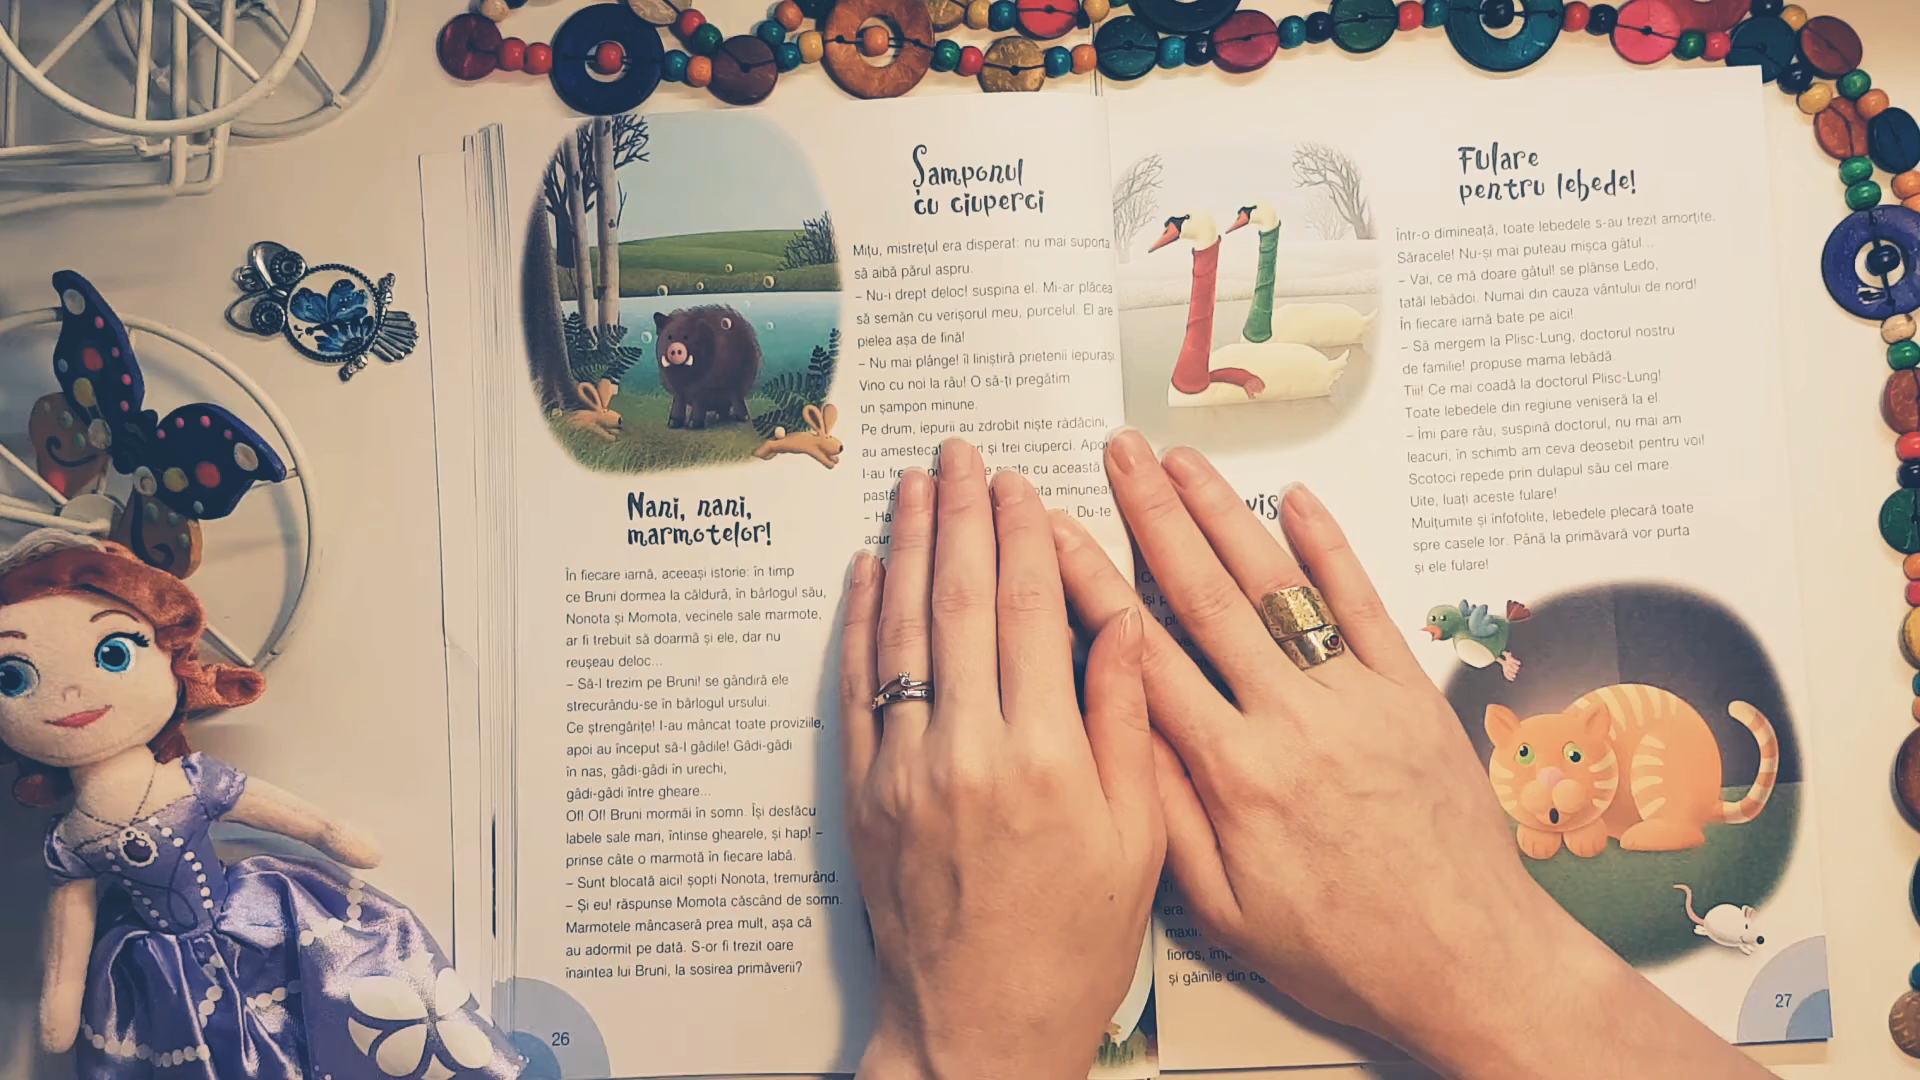 Șamponul
cu ciuperci
Mițu, mistrețul era disperat: nu mai suporta
să aibă părul aspru.
– Nu-i drept deloc! suspina el. Mi-ar plăcea
să semăn cu verișorul meu, purcelul. El are
pielea așa de fină!
– Nu mai plânge! îl liniștiră prietenii iepurași.
Vino cu noi la râu! O să-ți pregătim
un șampon minune.
Pe drum, iepurii au zdrobit niște rădăcini,
au amestecat și trei ciuperci. Apoi
l-au cu această
minunea!
Du-te
Nani, nani,
marmotelor!
În fiecare iarnă, aceeași istorie: în timp
ce Bruni dormea la căldură, în bârlogul său,
Nonota și Momota, vecinele sale marmote,
ar fi trebuit să doarmă și ele, dar nu
reușeau deloc...
– Să-l trezim pe Bruni! se gândiră ele
strecurându-se în bârlogul ursului.
Ce ștrengărițe! I-au mâncat toate proviziile,
apoi au început să-l gâdile! Gâdi-gâdi
în nas, gâdi-gâdi în urechi,
gâdi-gâdi între gheare...
Of! Of! Bruni mormăi în somn. Își desfăcu
labele sale mari, întinse ghearele, și hap! –
prinse câte o marmotă în fiecare labă.
– Sunt blocată aici! șopti Nonota, tremurând.
– Și eu! răspunse Momota căscând de somn.
Marmotele mâncaseră prea mult, așa că
au adormit pe dată. S-or fi trezit oare
înaintea lui Bruni, la sosirea primăverii?
26
Fulare
pentru lebede!
Într-o dimineață, toate lebedele s-au trezit amorțite.
Săracele! Nu-și mai puteau mișca gâtul...
– Vai, ce mă doare gâtul! se plânse Ledo,
tatăl lebădoi. Numai din cauza vântului de nord!
În fiecare iarnă bate pe aici!
– Să mergem la Plisc-Lung, doctorul nostru
de familie! propuse mama lebădă.
Tiii! Ce mai coadă la doctorul Plisc-Lung!
Toate lebedele din regiune veniseră la el.
– Îmi pare rău, suspină doctorul, nu mai am
leacuri, în schimb am ceva deosebit pentru voi!
Scotoci repede prin dulapul său cel mare.
Uite, luați aceste fulare!
Mulțumite și înfofolite, lebedele plecară toate
spre casele lor. Până la primăvară vor purta
și ele fulare!
era
fioros,
și găinile din
27